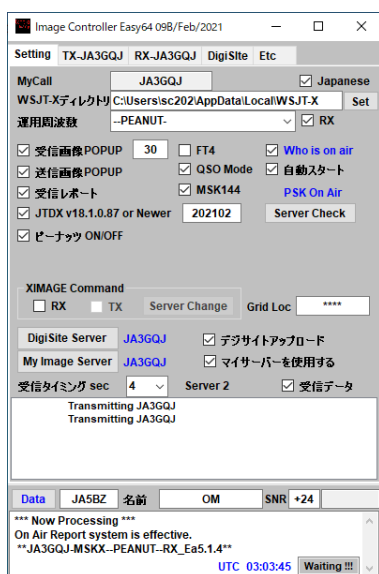 Image Controller Easy64 09B/Feb/2021
Setting TX-JA3GQJ RX-JA3GQJ DigiSIte Etc
MyCall JA3GQJ Japanese
WSJT-Xディレクトリ C:\Users\sc202\AppData\Local\WSJT-X Set
運用周波数 --PEANUT- RX
受信画像POPUP 30 FT4 Who is on air
送信画像POPUP QSO Mode 自動スタート
受信レポート MSK144 PSK On Air
JTDX v18.1.0.87 or Newer 202102 Server Check
ピーナッツ ON/OFF
XIMAGE Command
RX TX Server Change Grid Loc ****
DigiSite Server JA3GQJ デジサイトアップロード
My Image Server JA3GQJ マイサーバーを使用する
受信タイミング sec 4 Server 2 受信データ
Transmitting JA3GQJ
Transmitting JA3GQJ
Data JA5BZ 名前 OM SNR +24
*** Now Processing ***
On Air Report system is effective.
**JA3GQJ-MSKX--PEANUT--RX_Ea5.1.4**
UTC 03:03:45 Waiting !!!